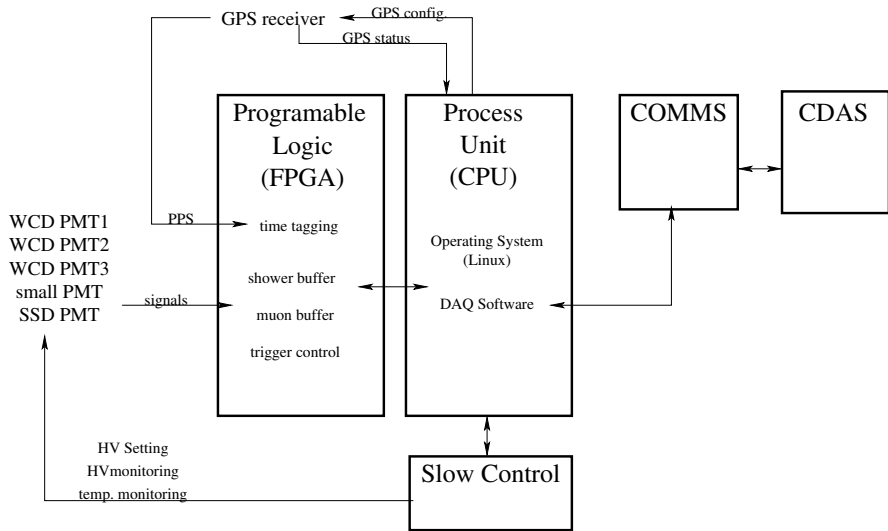 GPS receiver
GPS config.
GPS status
Programable
Logic
(FPGA)
Process
Unit
(CPU)
COMMS
CDAS
PPS
time tagging
WCD PMT1
WCD PMT2
WCD PMT3
small PMT
SSD PMT
signals
shower buffer
muon buffer
trigger control
Operating System
(Linux)
DAQ Software
HV Setting
HVmonitoring
temp. monitoring
Slow Control